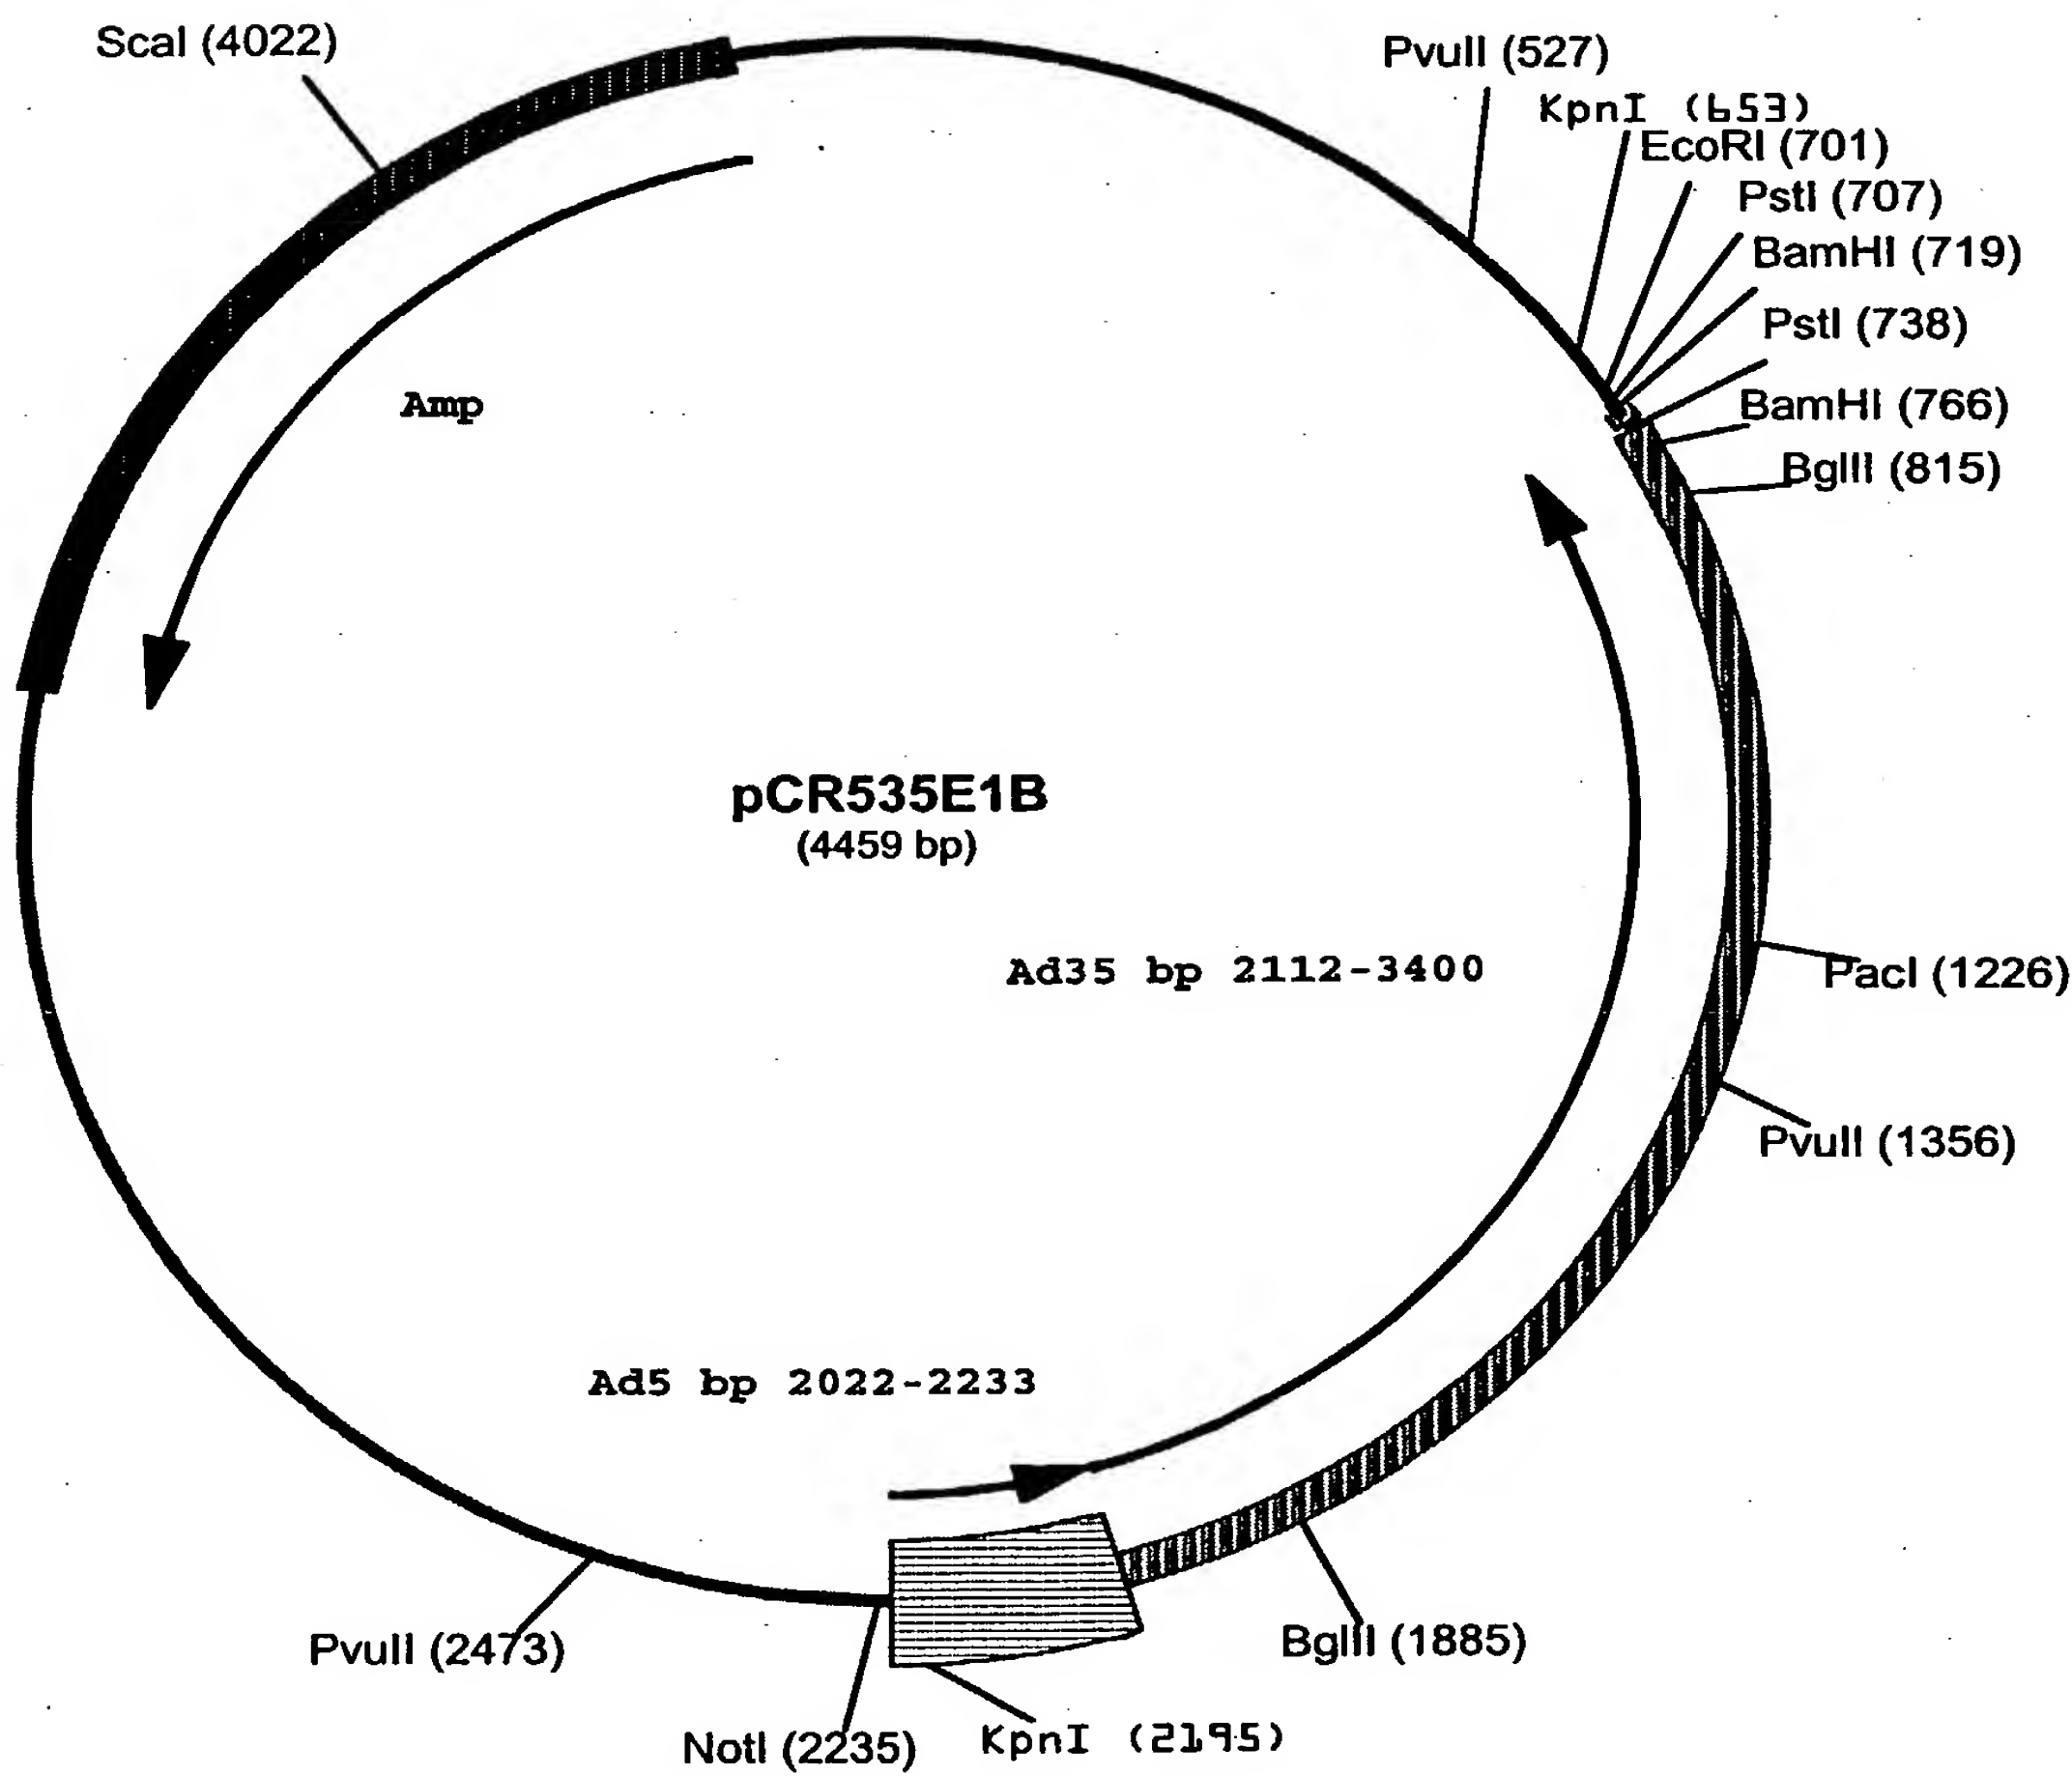 ScaI (4022)
PvuII (527)
KpnI (653)
EcoRI (701)
PstI (707)
BamHI (719)
PstI (738)
BamHI (766)
BglII (815)
Amp
pCR535E1B
(4459 bp)
Ad35 bp 2112-3400
PacI (1226)
PvuII (1356)
Ad5 bp 2022-2233
PvuII (2473)
BglII (1885)
NotI (2235)
KpnI (2195)